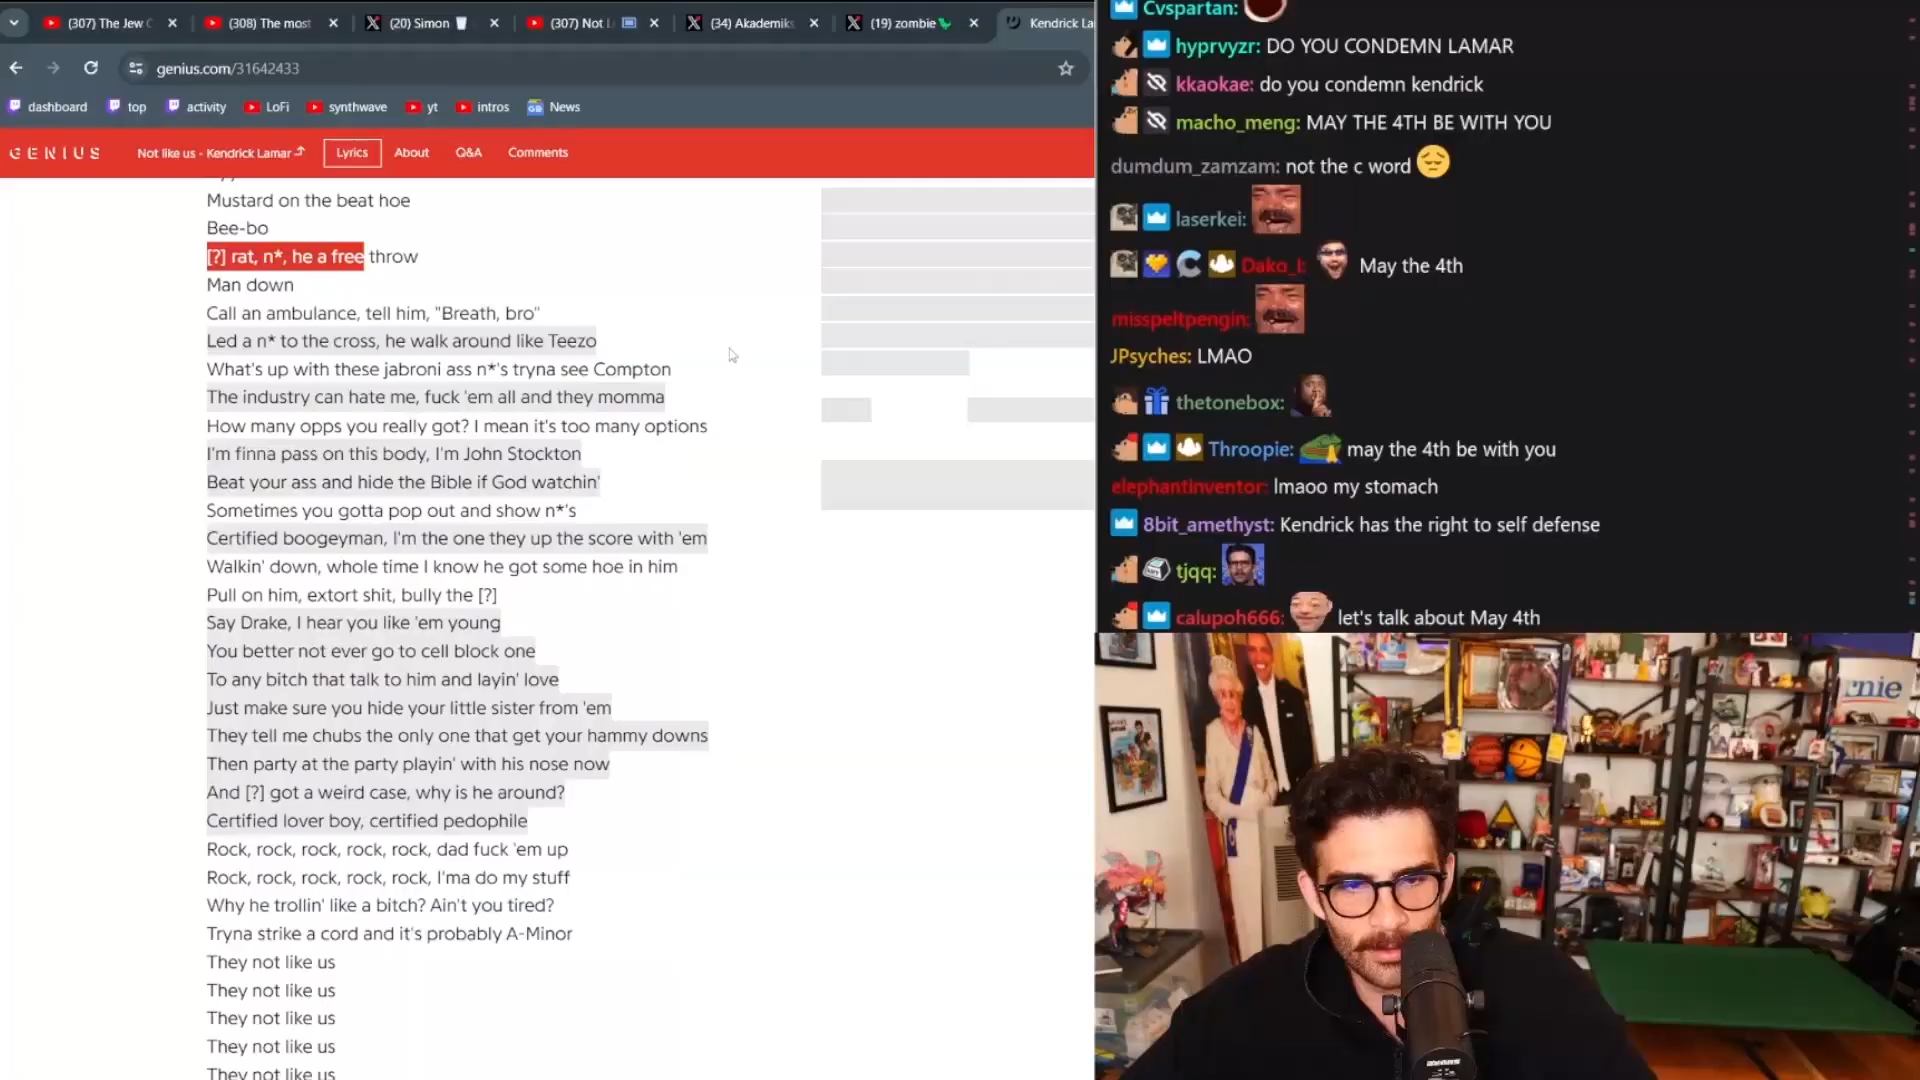 (307) The Jew C
(308) The most
(20) Simon
(307) Not L
(34) Akademiks
(19) zombie
Kendrick La
genius.com/31642433
dashboard
top
activity
LoFi
synthwave
yt
intros
News
GENIUS
Not like us - Kendrick Lamar
Lyrics
About
Q&A
Comments
Mustard on the beat hoe
Bee-bo
[?] rat, n*, he a free throw
Man down
Call an ambulance, tell him, "Breath, bro"
Led a n* to the cross, he walk around like Teezo
What's up with these jabroni ass n*'s tryna see Compton
The industry can hate me, fuck 'em all and they momma
How many opps you really got? I mean it's too many options
I'm finna pass on this body, I'm John Stockton
Beat your ass and hide the Bible if God watchin'
Sometimes you gotta pop out and show n*'s
Certified boogeyman, I'm the one they up the score with 'em
Walkin' down, whole time I know he got some hoe in him
Pull on him, extort shit, bully the [?]
Say Drake, I hear you like 'em young
You better not ever go to cell block one
To any bitch that talk to him and layin' love
Just make sure you hide your little sister from 'em
They tell me chubs the only one that get your hammy downs
Then party at the party playin' with his nose now
And [?] got a weird case, why is he around?
Certified lover boy, certified pedophile
Rock, rock, rock, rock, rock, dad fuck 'em up
Rock, rock, rock, rock, rock, I'ma do my stuff
Why he trollin' like a bitch? Ain't you tired?
Tryna strike a cord and it's probably A-Minor
They not like us
They not like us
They not like us
They not like us
They not like us
Cvspartan:
hyprvyzr: DO YOU CONDEMN LAMAR
kkaokae: do you condemn kendrick
macho_meng: MAY THE 4TH BE WITH YOU
dumdum_zamzam: not the c word
laserkei:
Dako_I: May the 4th
misspeltpengin:
JPsyches: LMAO
thetonebox:
Throopie: may the 4th be with you
elephantinventor: lmaoo my stomach
8bit_amethyst: Kendrick has the right to self defense
tjqq:
calupoh666: let's talk about May 4th
rnie